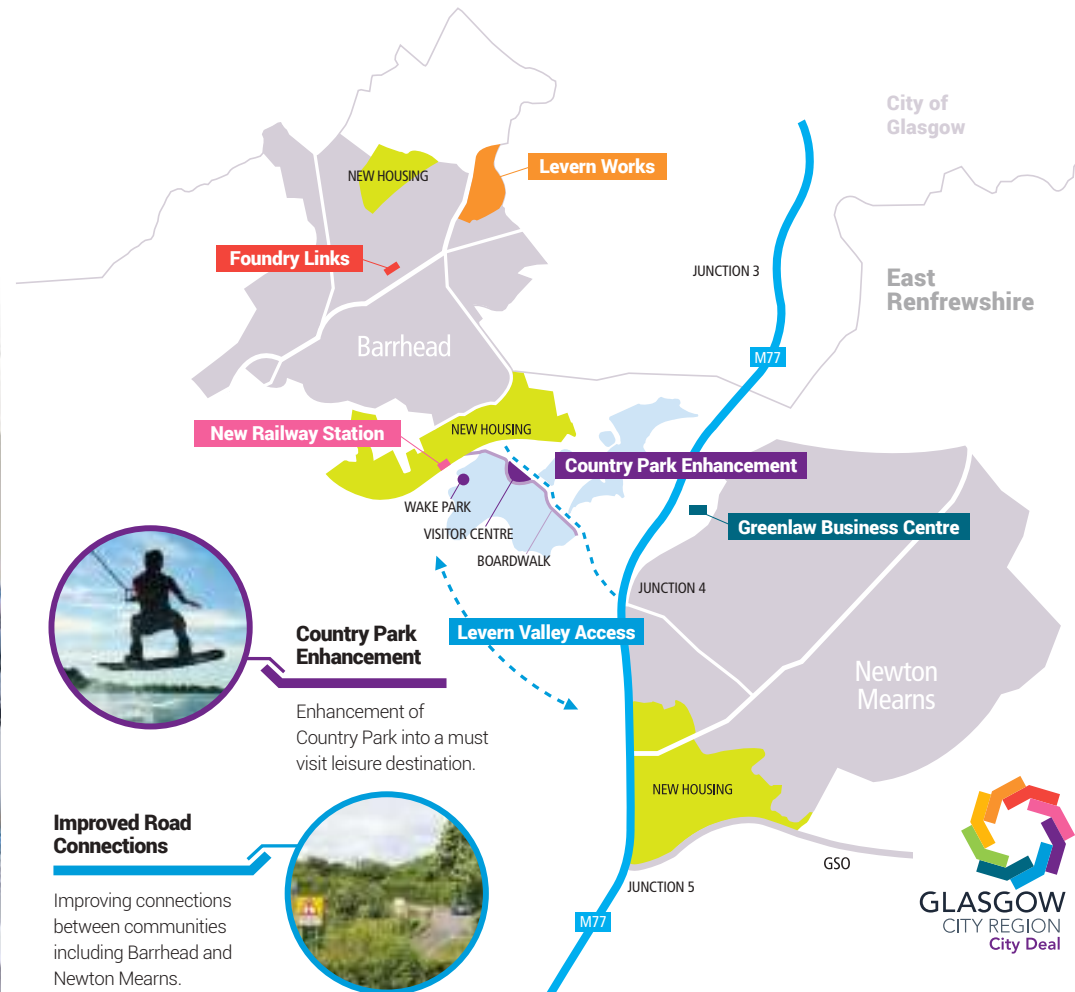 City of
Glasgow
NEW HOUSING
Levern Works
Foundry Links
JUNCTION 3
East
Renfrewshire
Barrhead
M77
New Railway Station
NEW HOUSING
Country Park Enhancement
WAKE PARK
VISITOR CENTRE
BOARDWALK
Greenlaw Business Centre
JUNCTION 4
Levern Valley Access
Newton
Mearns
Country Park
Enhancement
Enhancement of
Country Park into a must
visit leisure destination.
NEW HOUSING
Improved Road
Connections
Improving connections
between communities
including Barrhead and
Newton Mearns.
GSO
JUNCTION 5
M77
GLASGOW
CITY REGION
City Deal